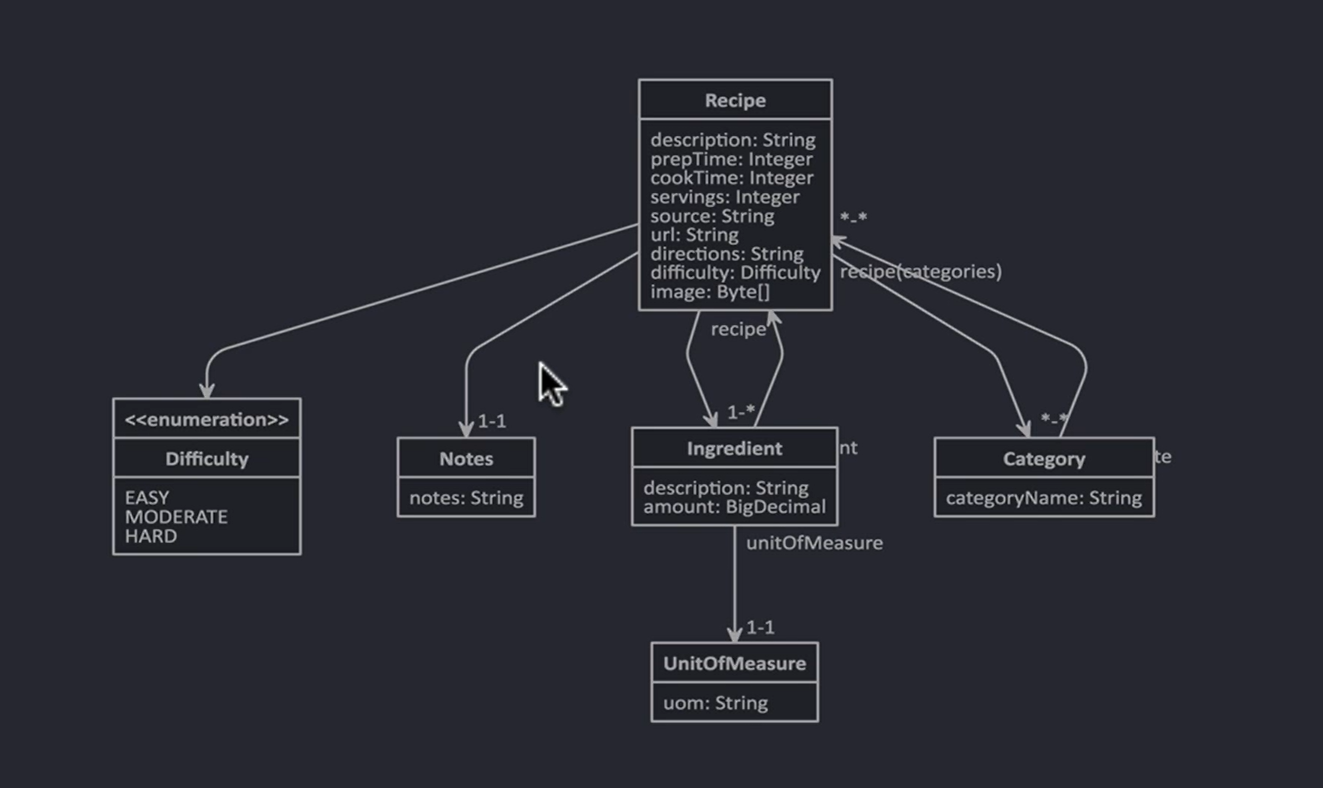 Recipe
description: String
prepTime: Integer
cookTime: Integer
servings: Integer
source: String
url: String
directions: String
difficulty: Difficulty
image: Byte[]
*-*
recipe(categories)
recipe
<<enumeration>>
Difficulty
EASY
MODERATE
HARD
1-1
Notes
notes: String
1-*
Ingredient
nt
description: String
amount: BigDecimal
*-*
Category
te
categoryName: String
unitOfMeasure
1-1
UnitOfMeasure
uom: String